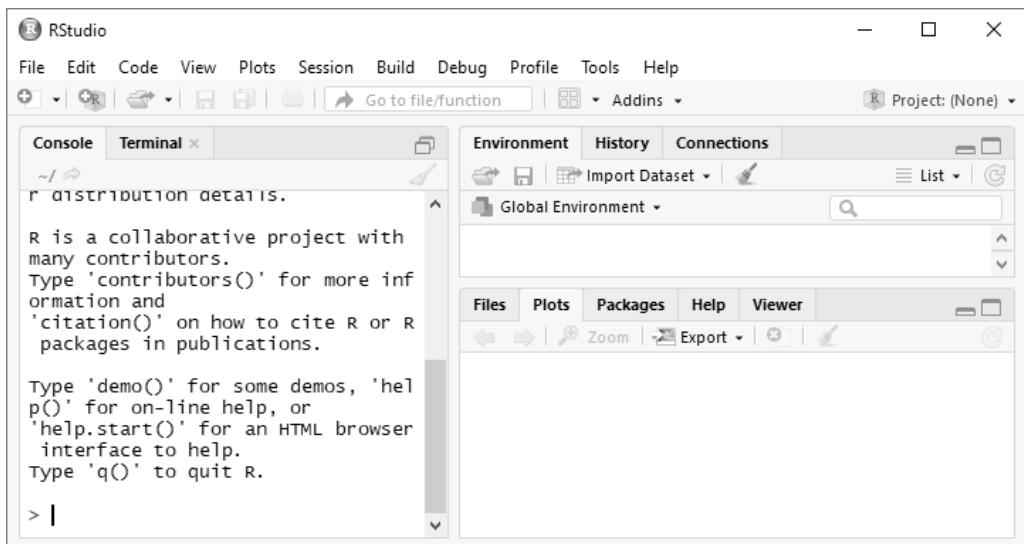 RStudio
File Edit Code View Plots Session Build Debug Profile Tools Help
Go to file/function Addins Project: (None)
Console Terminal
~/
r distribution details.
R is a collaborative project with
many contributors.
Type 'contributors()' for more inf
ormation and
'citation()' on how to cite R or R
 packages in publications.
Type 'demo()' for some demos, 'hel
p()' for on-line help, or
'help.start()' for an HTML browser
 interface to help.
Type 'q()' to quit R.
>
Environment History Connections
Import Dataset List
Global Environment
Files Plots Packages Help Viewer
Zoom Export